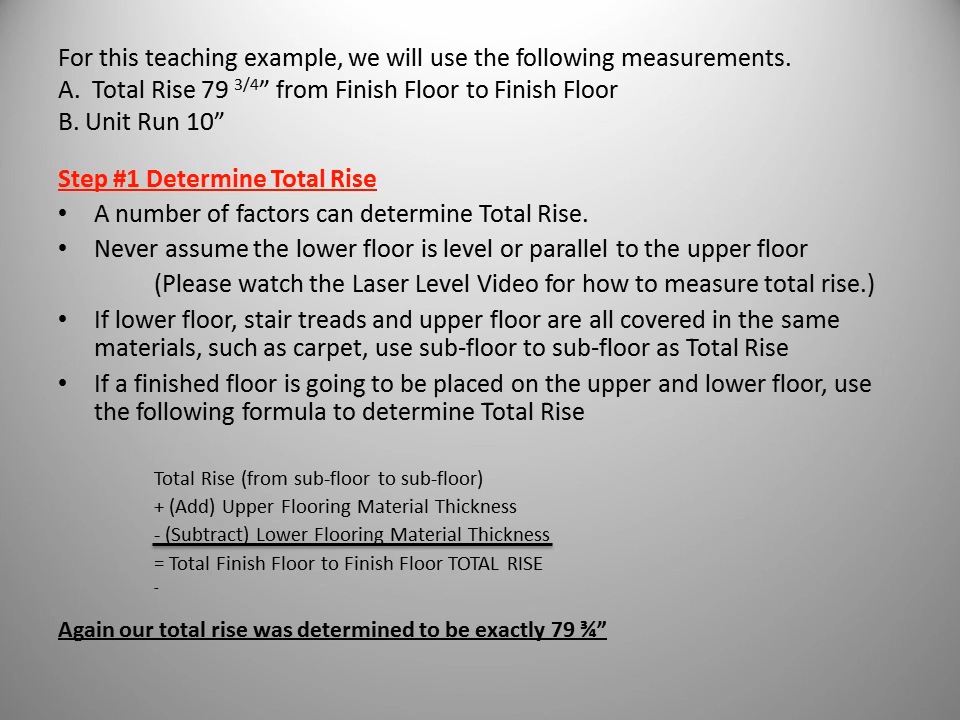 For this teaching example, we will use the following measurements.
A. Total Rise 79 3/4” from Finish Floor to Finish Floor
B. Unit Run 10”
Step #1 Determine Total Rise
• A number of factors can determine Total Rise.
• Never assume the lower floor is level or parallel to the upper floor
(Please watch the Laser Level Video for how to measure total rise.)
• If lower floor, stair treads and upper floor are all covered in the same
materials, such as carpet, use sub-floor to sub-floor as Total Rise
• If a finished floor is going to be placed on the upper and lower floor, use
the following formula to determine Total Rise
Total Rise (from sub-floor to sub-floor)
+ (Add) Upper Flooring Material Thickness
- (Subtract) Lower Flooring Material Thickness
= Total Finish Floor to Finish Floor TOTAL RISE
-
Again our total rise was determined to be exactly 79 ¾”